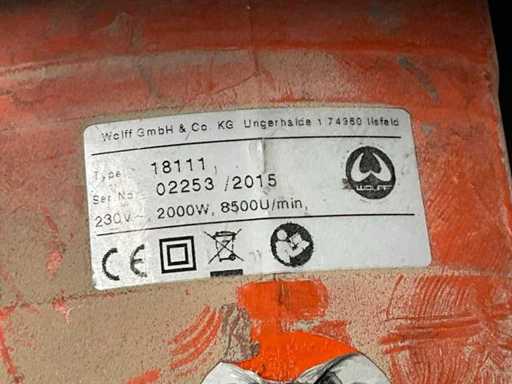 Wolff GmbH & Co. KG Ungerhalde 1 74360 Ilsfeld
Type 18111
Ser No 02253 /2015
230V~ 2000W, 8500U/min,
WOLFF
CE